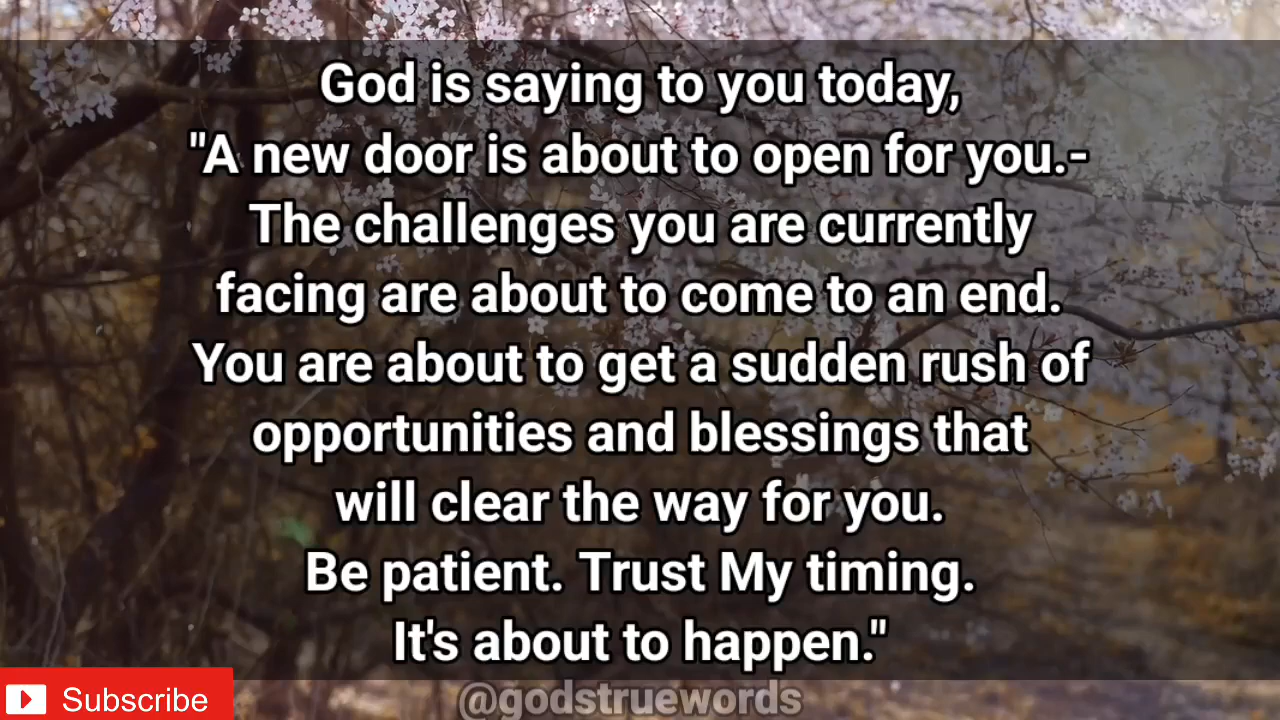 God is saying to you today,
"A new door is about to open for you.-
The challenges you are currently
facing are about to come to an end.
You are about to get a sudden rush of
opportunities and blessings that
will clear the way for you.
Be patient. Trust My timing.
It's about to happen."
Subscribe
@godstruewords